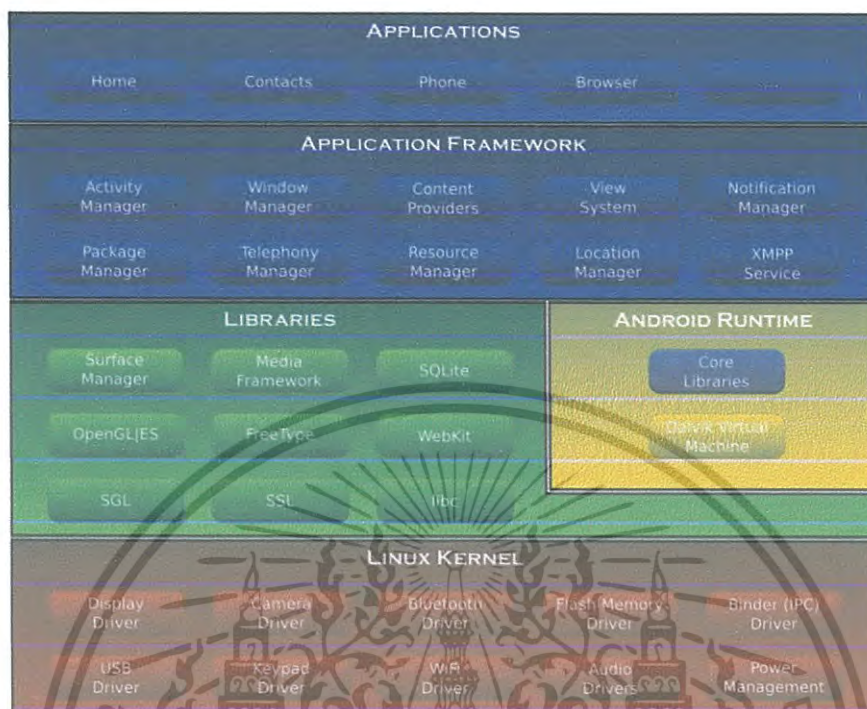 APPLICATIONS
Home Contacts Phone Browser ...
APPLICATION FRAMEWORK
Activity Manager Window Manager Content Providers View System Notification Manager
Package Manager Telephony Manager Resource Manager Location Manager XMPP Service
LIBRARIES
Surface Manager Media Framework SQLite
OpenGL|ES FreeType WebKit
SGL SSL libc
ANDROID RUNTIME
Core Libraries
Dalvik Virtual Machine
LINUX KERNEL
Display Driver Camera Driver Bluetooth Driver Flash Memory Driver Binder (IPC) Driver
USB Driver Keypad Driver WiFi Driver Audio Drivers Power Management